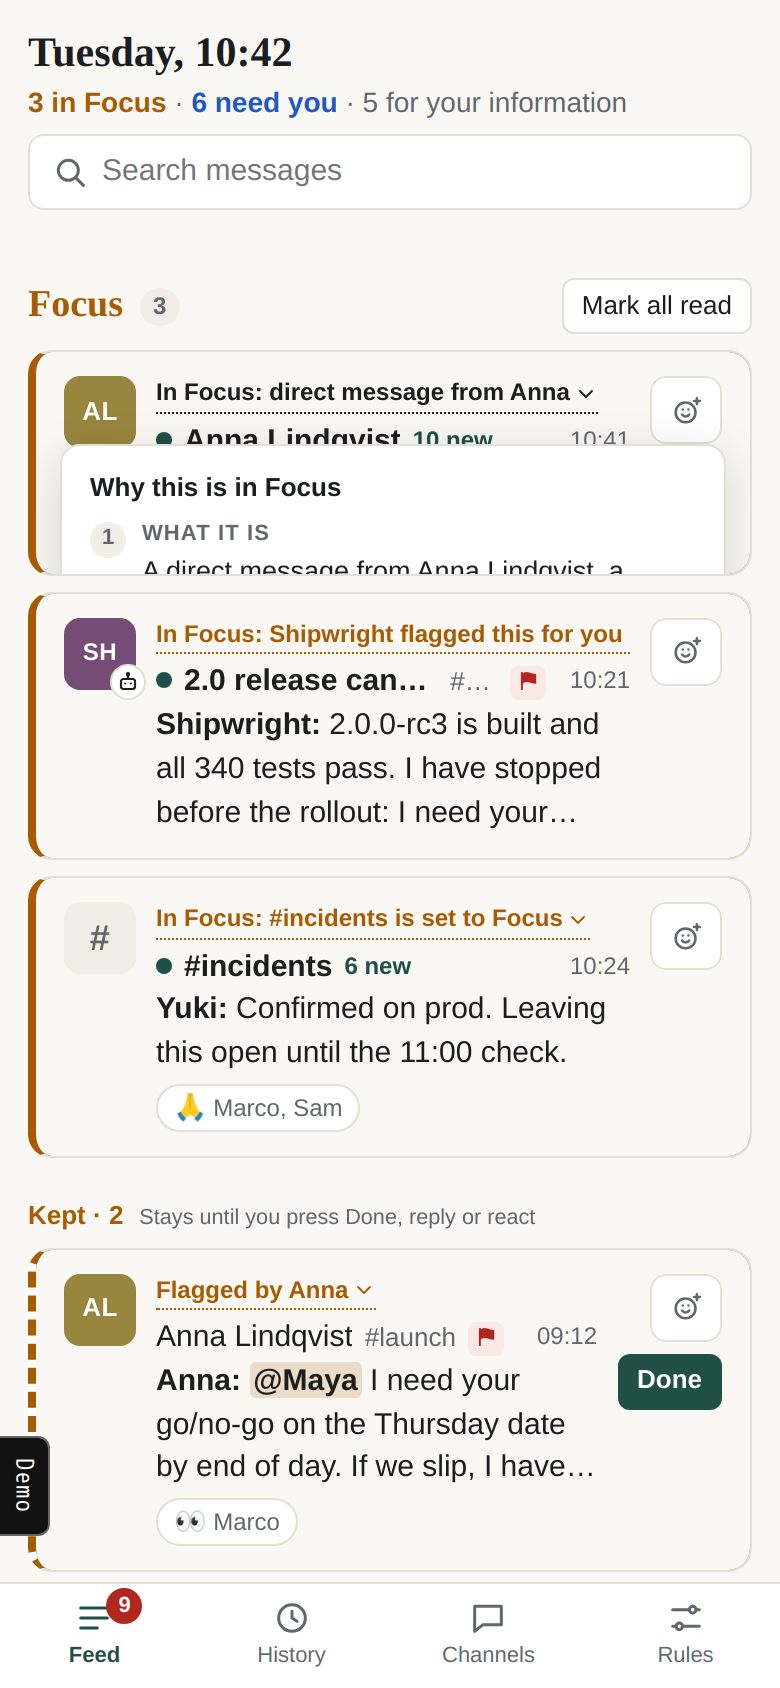 Tuesday, 10:42
3 in Focus · 6 need you · 5 for your information
Search messages
Focus 3 Mark all read
AL In Focus: direct message from Anna
Anna Lindqvist 10 new 10:41
Why this is in Focus
1 WHAT IT IS
A direct message from Anna Lindqvist, a
SH In Focus: Shipwright flagged this for you
2.0 release can… #… 10:21
Shipwright: 2.0.0-rc3 is built and
all 340 tests pass. I have stopped
before the rollout: I need your…
# In Focus: #incidents is set to Focus
#incidents 6 new 10:24
Yuki: Confirmed on prod. Leaving
this open until the 11:00 check.
🙏 Marco, Sam
Kept · 2 Stays until you press Done, reply or react
AL Flagged by Anna
Anna Lindqvist #launch 09:12
Anna: @Maya I need your
Done
go/no-go on the Thursday date
by end of day. If we slip, I have…
👀 Marco
Demo
9
Feed History Channels Rules